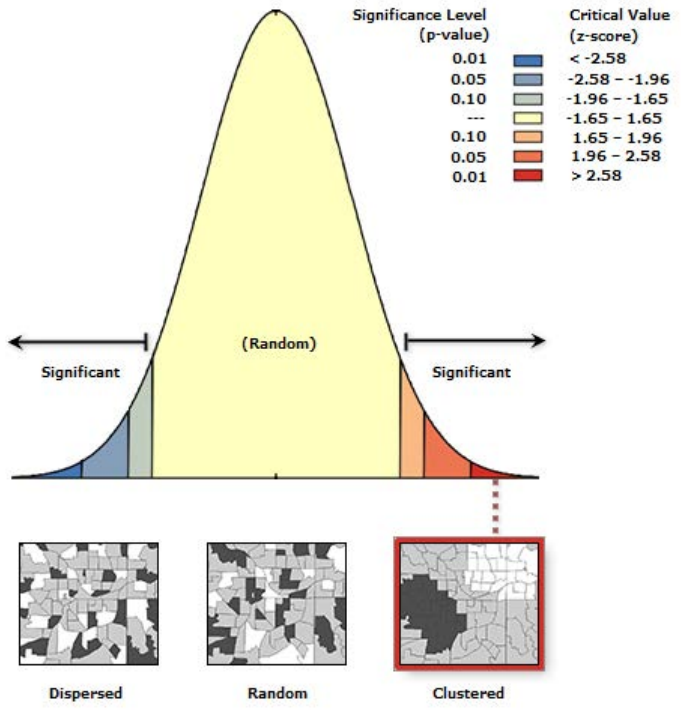 Significance Level
(p-value)
Critical Value
(z-score)
0.01 < -2.58
0.05 -2.58 – -1.96
0.10 -1.96 – -1.65
--- -1.65 – 1.65
0.10 1.65 – 1.96
0.05 1.96 – 2.58
0.01 > 2.58
(Random)
Significant
Significant
Dispersed
Random
Clustered